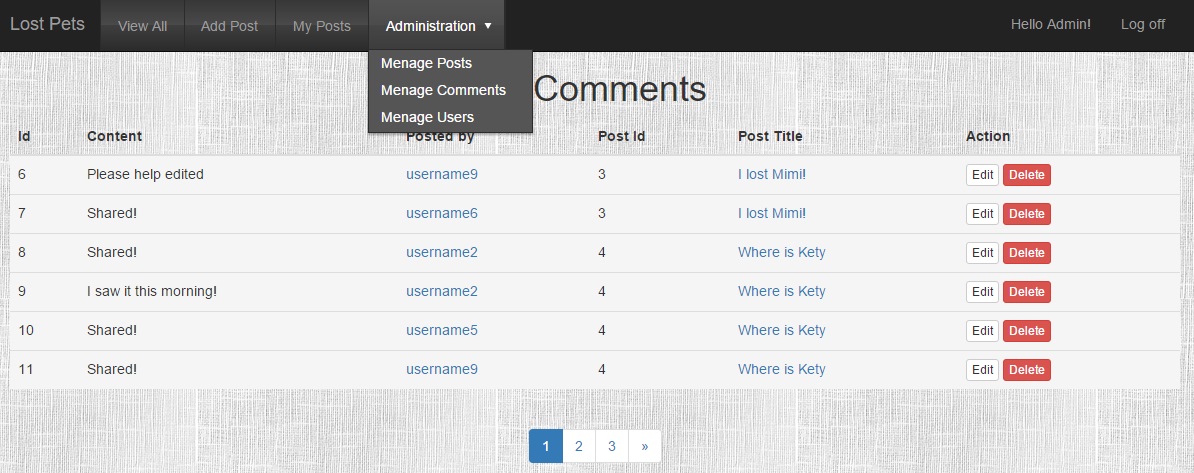 Lost Pets View All Add Post My Posts Administration ▼ Hello Admin! Log off
Menage Posts
Menage Comments
Menage Users
Comments
Id Content Posted by Post Id Post Title Action
6 Please help edited username9 3 I lost Mimi! Edit Delete
7 Shared! username6 3 I lost Mimi! Edit Delete
8 Shared! username2 4 Where is Kety Edit Delete
9 I saw it this morning! username2 4 Where is Kety Edit Delete
10 Shared! username5 4 Where is Kety Edit Delete
11 Shared! username9 4 Where is Kety Edit Delete
1 2 3 »